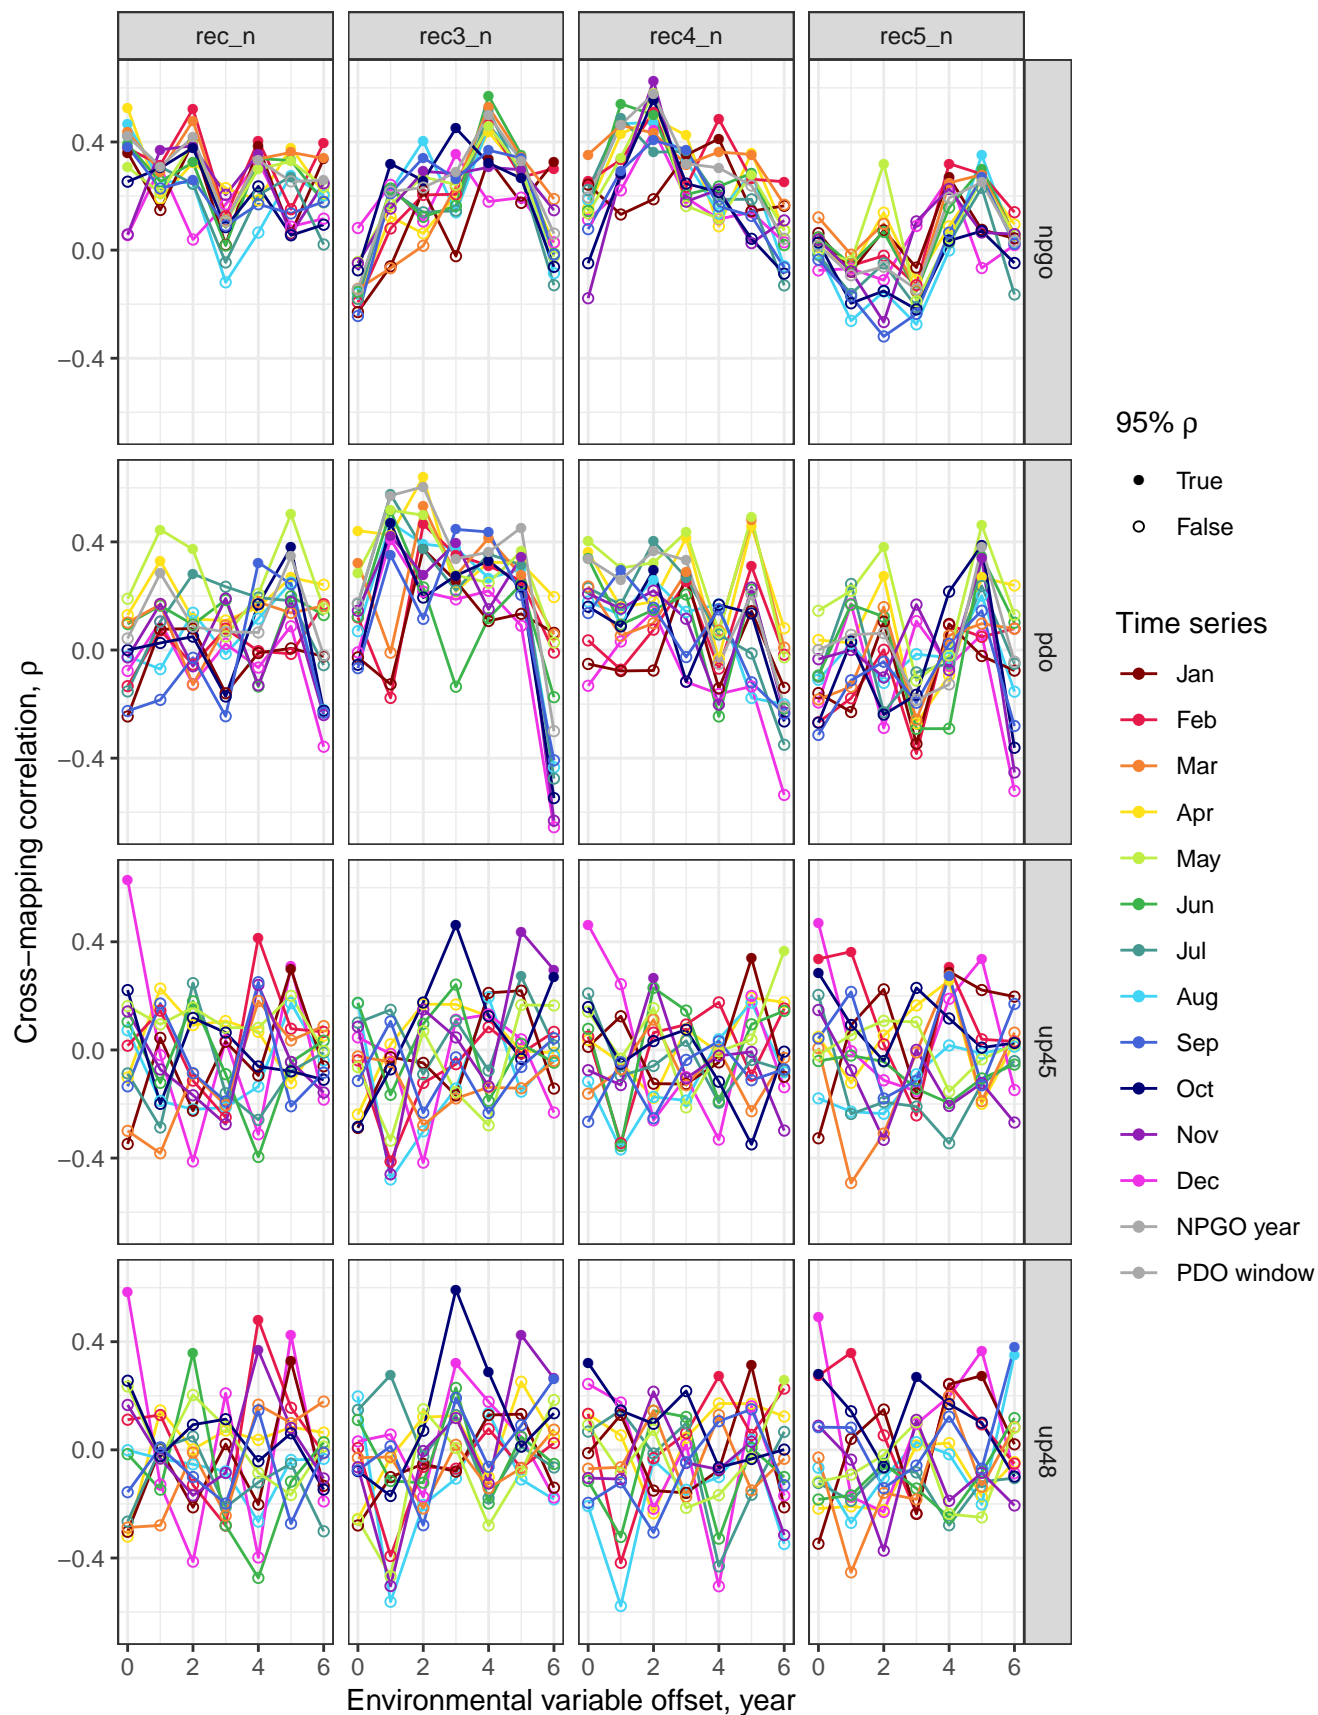 rec_n rec3_n rec4_n rec5_n
0.4
0.0
−0.4
npgo
0.4
0.0
−0.4
pdo
0.4
0.0
−0.4
up45
0.4
0.0
−0.4
up48
0 2 4 6 0 2 4 6 0 2 4 6 0 2 4 6
Environmental variable offset, year
Cross−mapping correlation, ρ
95% ρ
True
False
Time series
Jan
Feb
Mar
Apr
May
Jun
Jul
Aug
Sep
Oct
Nov
Dec
NPGO year
PDO window